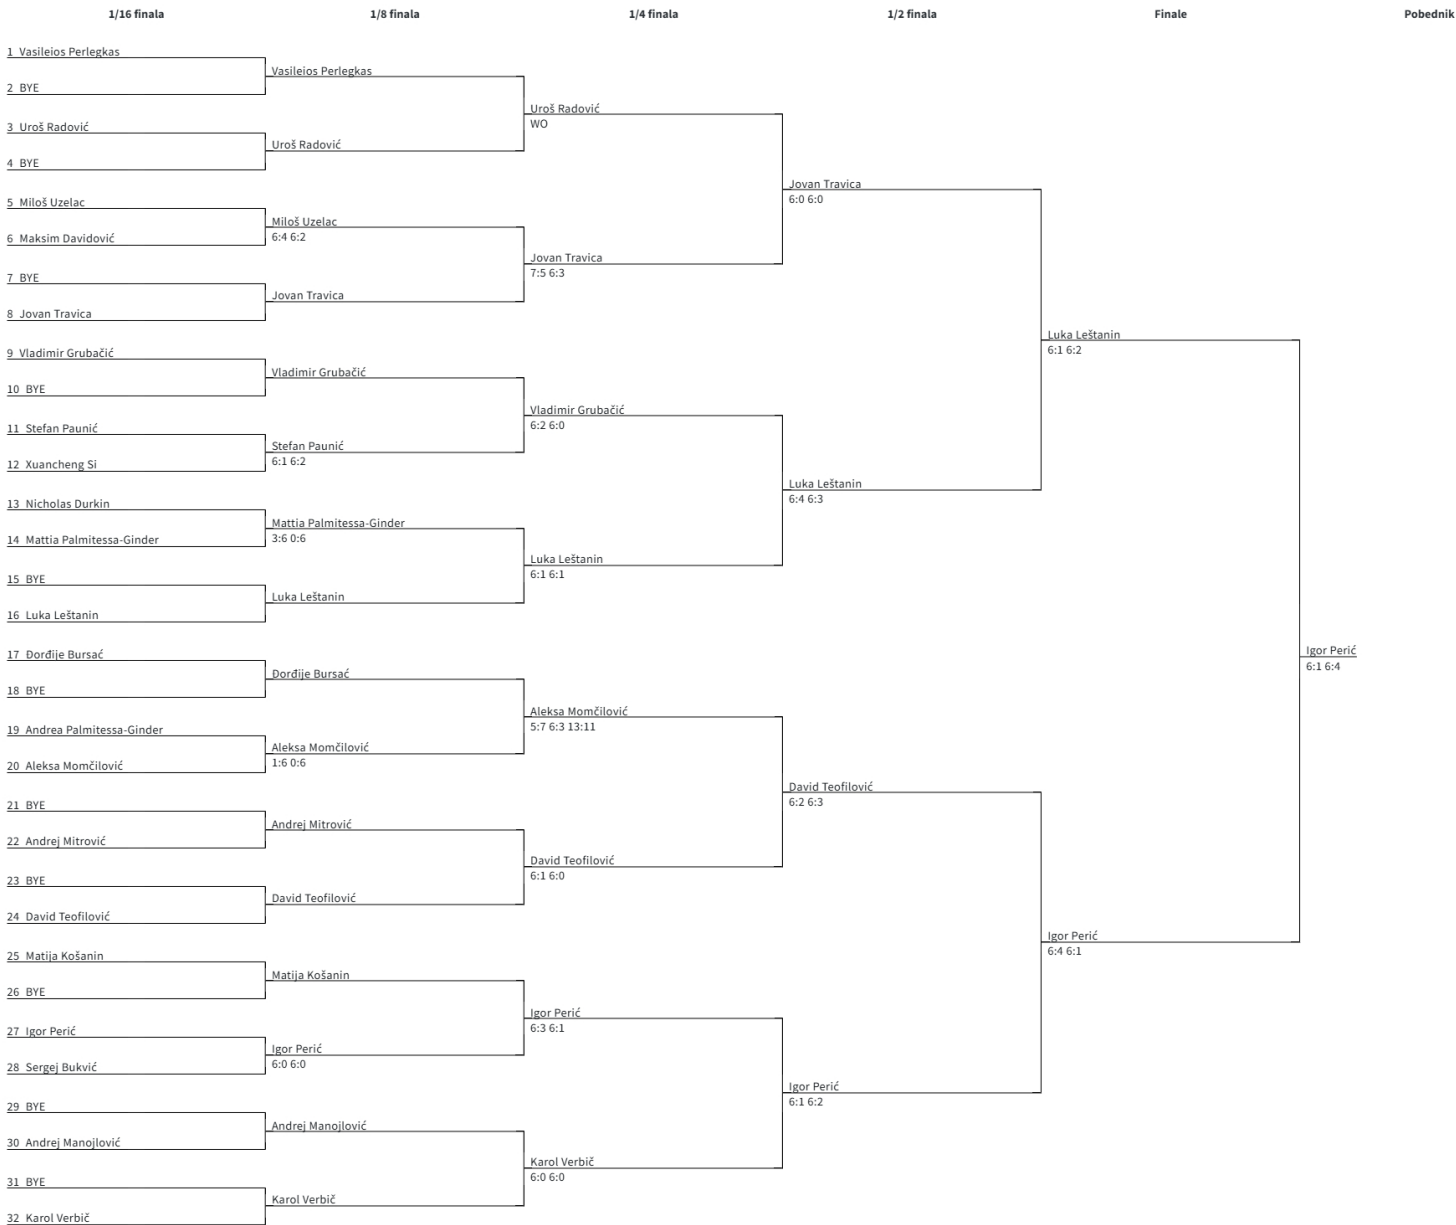 1/16 finala 1/8 finala 1/4 finala 1/2 finala Finale Pobednik
1 Vasileios Perlegkas
Vasileios Perlegkas
2 BYE
Uroš Radović
WO
3 Uroš Radović
Uroš Radović
4 BYE
Jovan Travica
6:0 6:0
5 Miloš Uzelac
Miloš Uzelac
6:4 6:2
6 Maksim Davidović
Jovan Travica
7:5 6:3
7 BYE
Jovan Travica
8 Jovan Travica
Luka Leštanin
6:1 6:2
9 Vladimir Grubačić
Vladimir Grubačić
10 BYE
Vladimir Grubačić
6:2 6:0
11 Stefan Paunić
Stefan Paunić
6:1 6:2
12 Xuancheng Si
Luka Leštanin
6:4 6:3
13 Nicholas Durkin
Mattia Palmitessa-Ginder
3:6 0:6
14 Mattia Palmitessa-Ginder
Luka Leštanin
6:1 6:1
15 BYE
Luka Leštanin
16 Luka Leštanin
Igor Perić
6:1 6:4
17 Đorđije Bursać
Đorđije Bursać
18 BYE
Aleksa Momčilović
5:7 6:3 13:11
19 Andrea Palmitessa-Ginder
Aleksa Momčilović
1:6 0:6
20 Aleksa Momčilović
David Teofilović
6:2 6:3
21 BYE
Andrej Mitrović
22 Andrej Mitrović
David Teofilović
6:1 6:0
23 BYE
David Teofilović
24 David Teofilović
Igor Perić
6:4 6:1
25 Matija Košanin
Matija Košanin
26 BYE
Igor Perić
6:3 6:1
27 Igor Perić
Igor Perić
6:0 6:0
28 Sergej Bukvić
Igor Perić
6:1 6:2
29 BYE
Andrej Manojlović
30 Andrej Manojlović
Karol Verbič
6:0 6:0
31 BYE
Karol Verbič
32 Karol Verbič